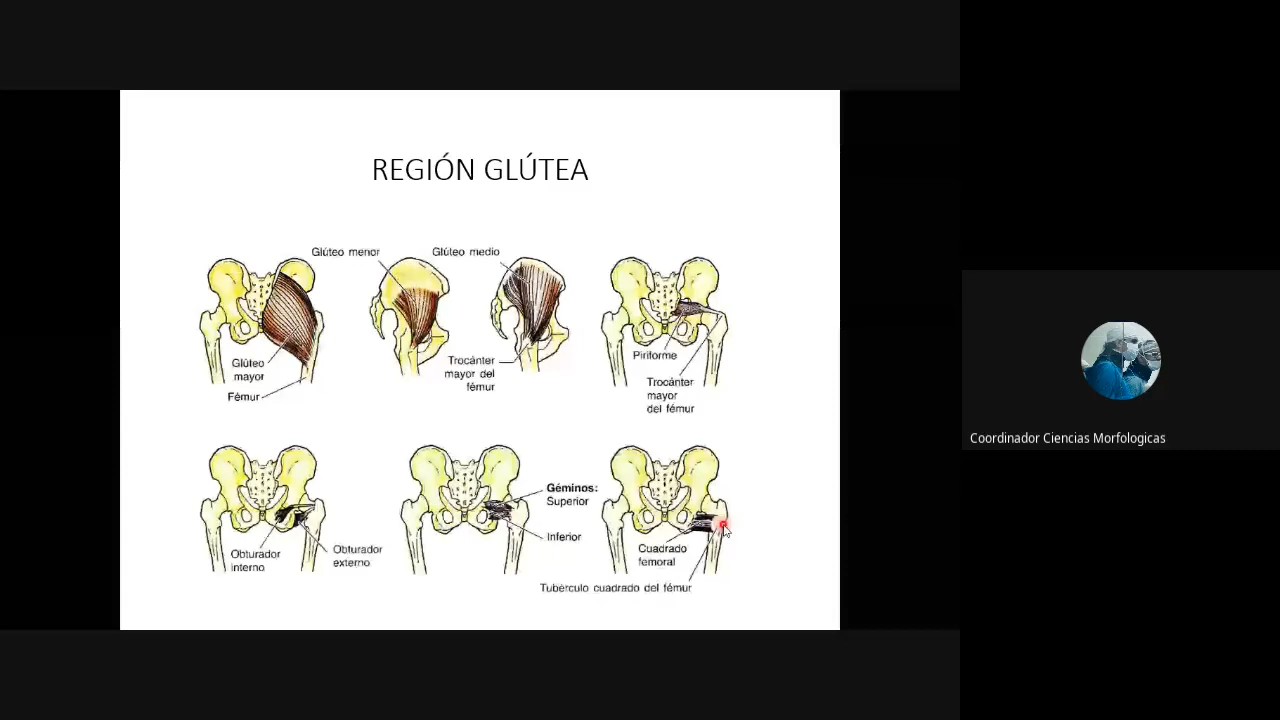 REGIÓN GLÚTEA
Glúteo menor
Glúteo medio
Glúteo
mayor
Fémur
Trocánter
mayor del
fémur
Piriforme
Trocánter
mayor
del fémur
Obturador
interno
Obturador
externo
Géminos:
Superior
Inferior
Cuadrado
femoral
Tubérculo cuadrado del fémur
Coordinador Ciencias Morfologicas